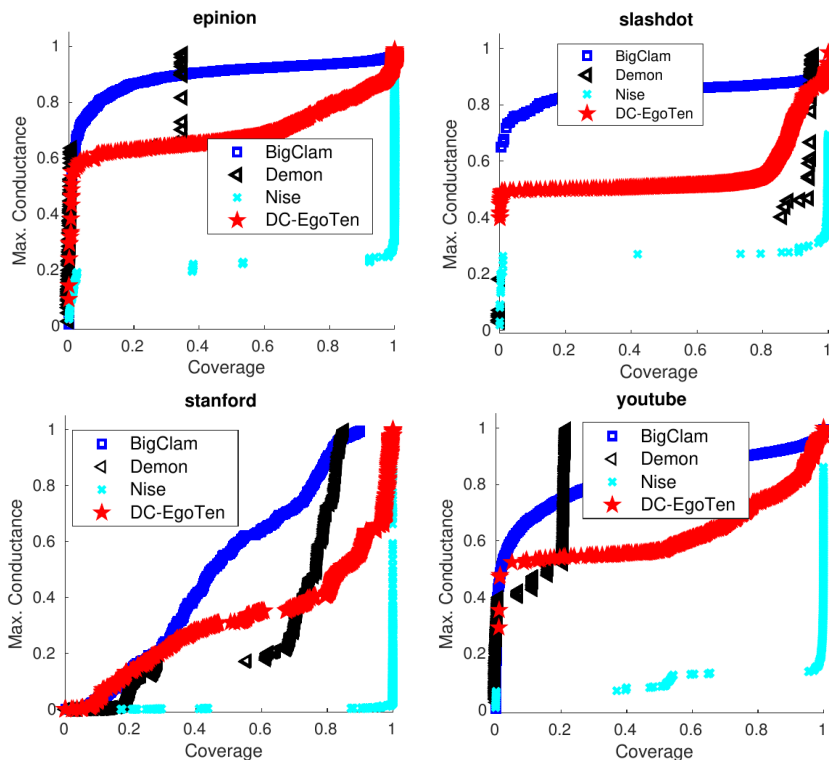 epinion
1
0.8
0.6
0.4
0.2
0
Max. Conductance
BigClam
Demon
Nise
DC-EgoTen
0 0.2 0.4 0.6 0.8 1
Coverage
slashdot
1
0.8
0.6
0.4
0.2
0
Max. Conductance
BigClam
Demon
Nise
DC-EgoTen
0 0.2 0.4 0.6 0.8 1
Coverage
stanford
1
0.8
0.6
0.4
0.2
0
Max. Conductance
BigClam
Demon
Nise
DC-EgoTen
0 0.2 0.4 0.6 0.8 1
Coverage
youtube
1
0.8
0.6
0.4
0.2
0
Max. Conductance
BigClam
Demon
Nise
DC-EgoTen
0 0.2 0.4 0.6 0.8 1
Coverage